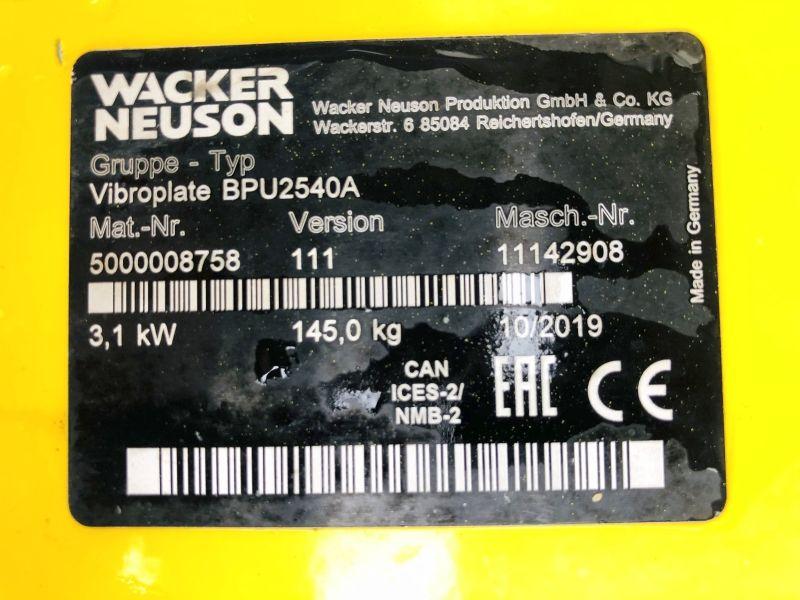 WACKER
NEUSON
Wacker Neuson Produktion GmbH & Co. KG
Wackerstr. 6 85084 Reichertshofen/Germany
Gruppe - Typ
Vibroplate BPU2540A
Mat.-Nr. Version Masch.-Nr.
5000008758 111 11142908
3,1 kW 145,0 kg 10/2019
CAN
ICES-2/
NMB-2
EAC CE
Made in Germany